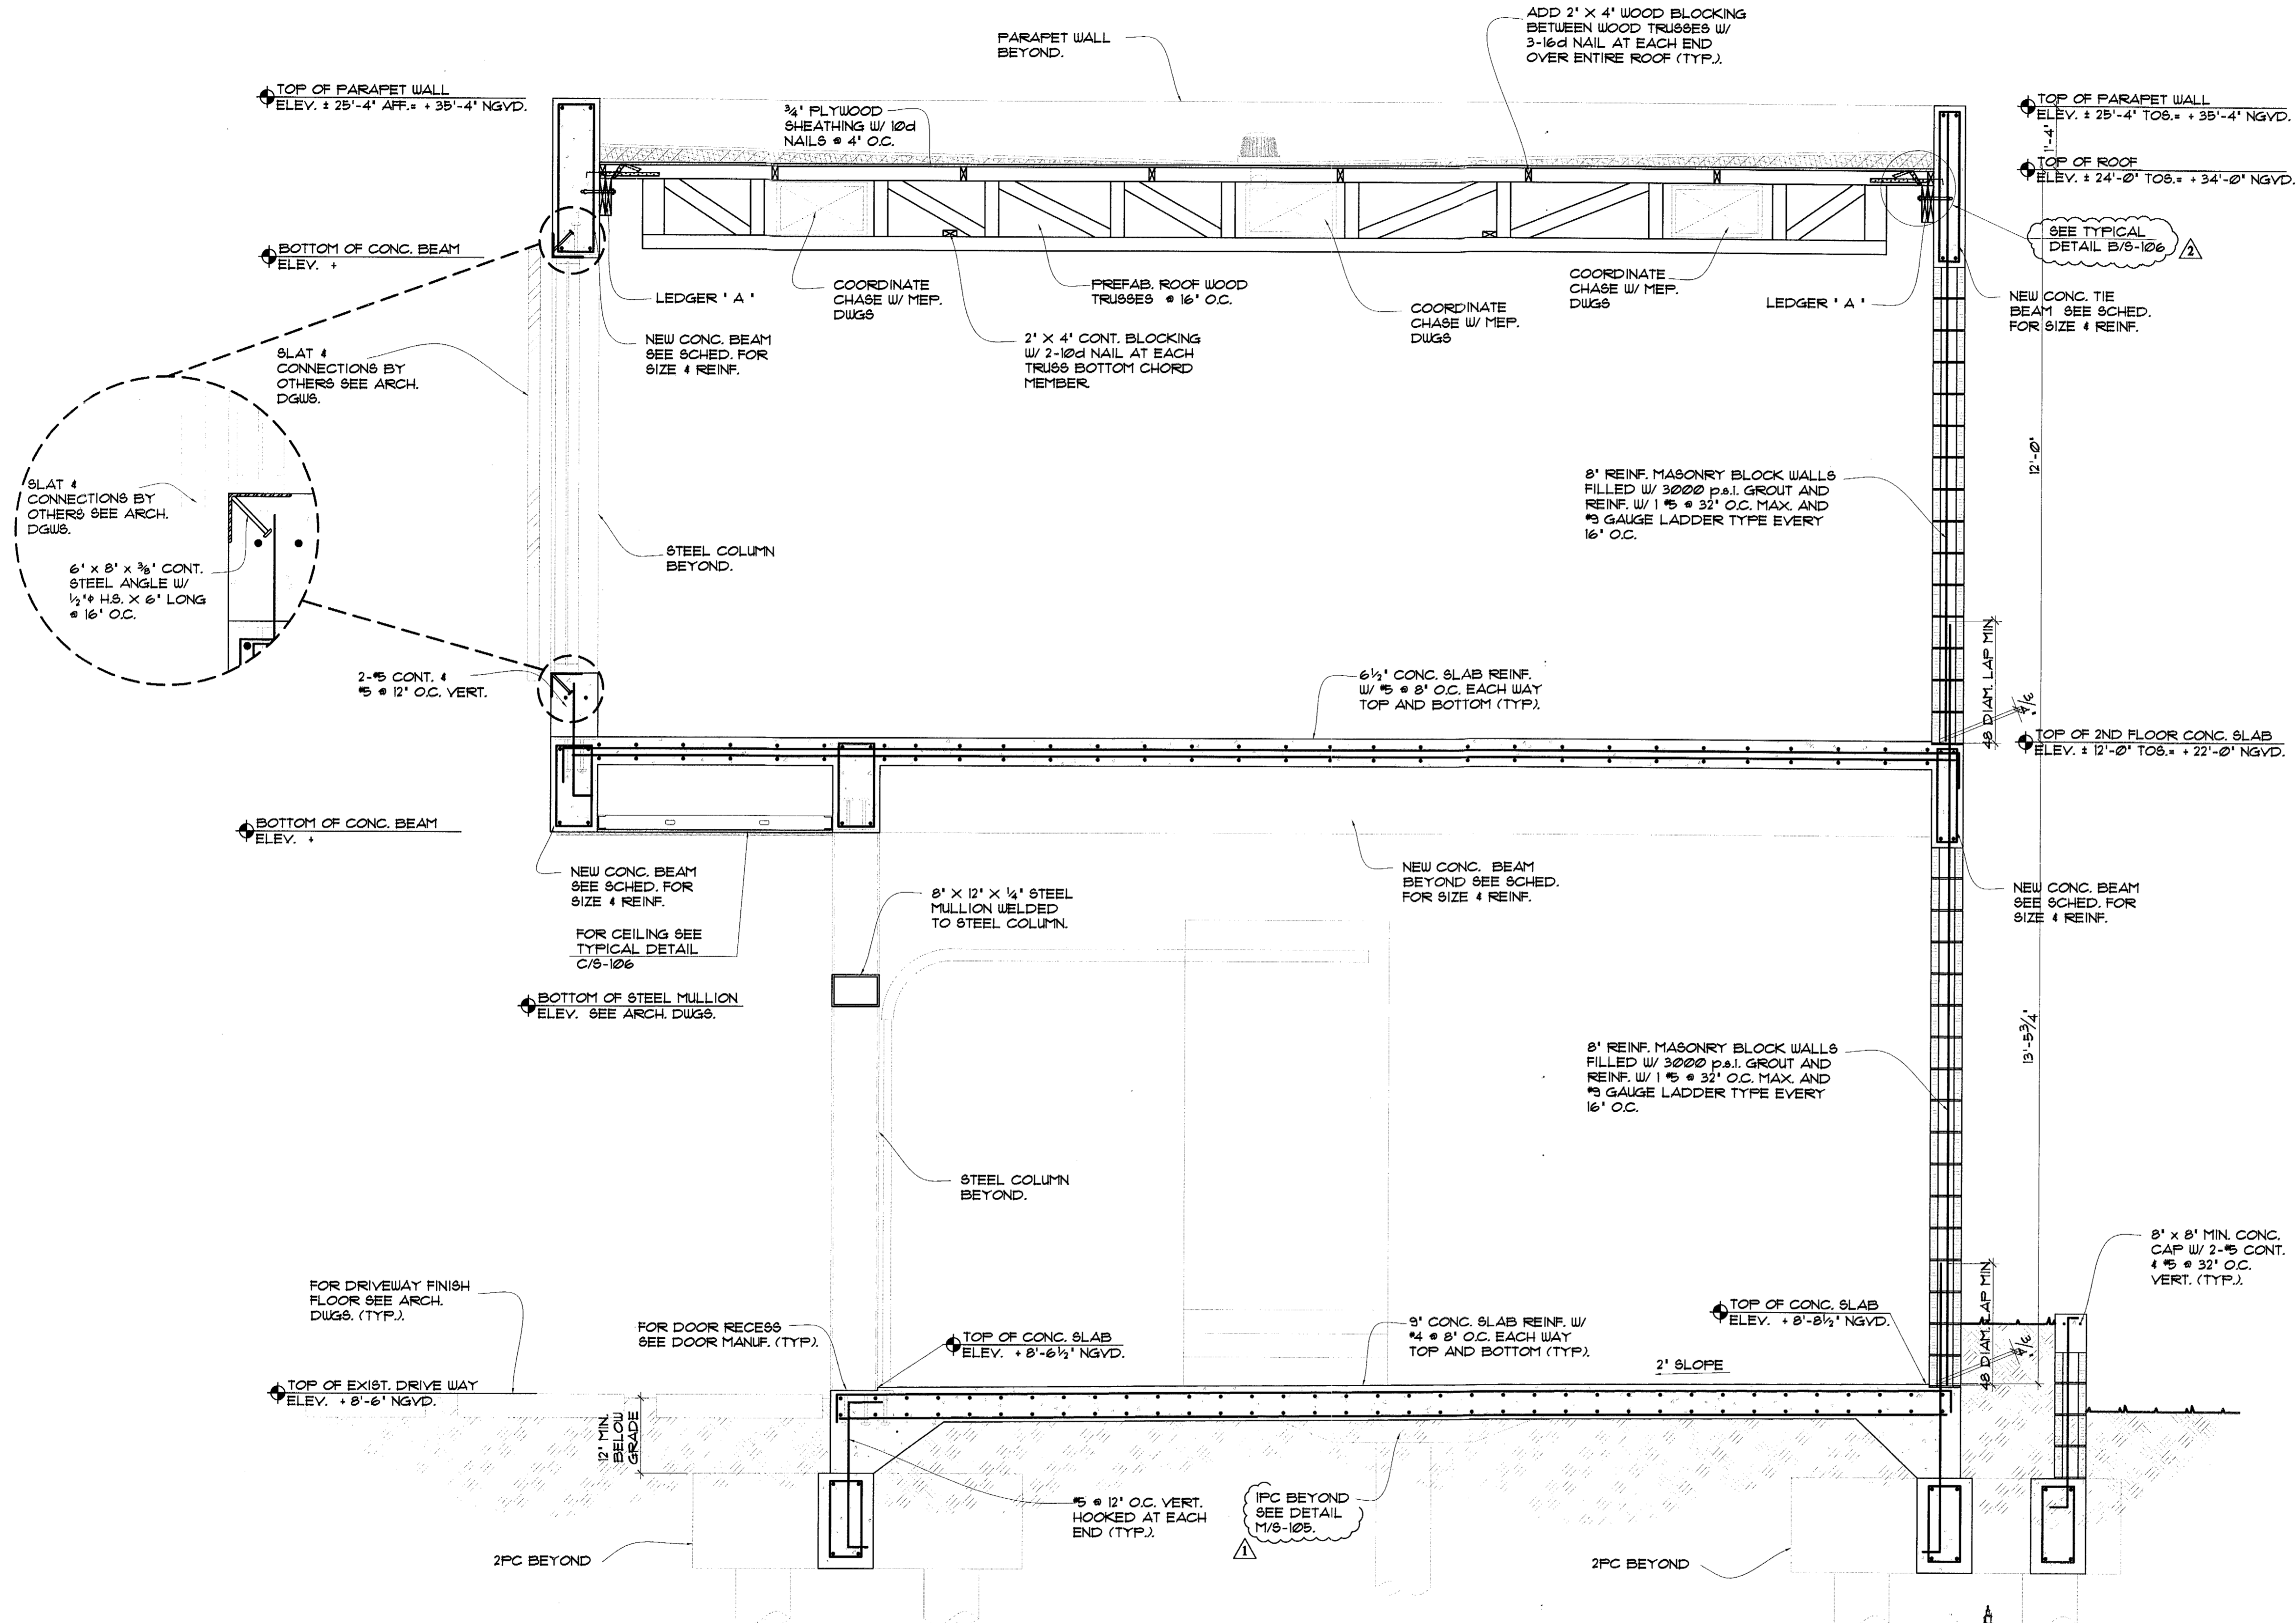 PARAPET WALL
BEYOND.
ADD 2" X 4" WOOD BLOCKING
BETWEEN WOOD TRUSSES W/
3-16d NAIL AT EACH END
OVER ENTIRE ROOF (TYP.).
TOP OF PARAPET WALL
ELEV. ± 25'-4" AFF.= + 35'-4" NGVD.
3/4" PLYWOOD
SHEATHING W/ 10d
NAILS @ 4" O.C.
TOP OF PARAPET WALL
ELEV. ± 25'-4" TOS.= + 35'-4" NGVD.
1'-4"
TOP OF ROOF
ELEV. ± 24'-0" TOS.= + 34'-0" NGVD.
SEE TYPICAL
DETAIL B/S-106
2
BOTTOM OF CONC. BEAM
ELEV. +
LEDGER " A "
COORDINATE
CHASE W/ MEP.
DWGS
PREFAB. ROOF WOOD
TRUSSES @ 16" O.C.
COORDINATE
CHASE W/ MEP.
DWGS
COORDINATE
CHASE W/ MEP.
DWGS
LEDGER " A "
NEW CONC. TIE
BEAM SEE SCHED.
FOR SIZE & REINF.
NEW CONC. BEAM
SEE SCHED. FOR
SIZE & REINF.
2" X 4" CONT. BLOCKING
W/ 2-10d NAIL AT EACH
TRUSS BOTTOM CHORD
MEMBER.
SLAT &
CONNECTIONS BY
OTHERS SEE ARCH.
DGWS.
SLAT &
CONNECTIONS BY
OTHERS SEE ARCH.
DGWS.
6" x 8" x 3/8" CONT.
STEEL ANGLE W/
1/2"ϕ H.S. X 6" LONG
@ 16" O.C.
STEEL COLUMN
BEYOND.
8" REINF. MASONRY BLOCK WALLS
FILLED W/ 3000 p.s.i. GROUT AND
REINF. W/ 1 #5 @ 32" O.C. MAX. AND
#9 GAUGE LADDER TYPE EVERY
16" O.C.
12'-0"
2-#5 CONT. &
#5 @ 12" O.C. VERT.
6 1/2" CONC. SLAB REINF.
W/ #5 @ 8" O.C. EACH WAY
TOP AND BOTTOM (TYP.).
48 DIAM. LAP MIN.
3/4"
TOP OF 2ND FLOOR CONC. SLAB
ELEV. ± 12'-0" TOS.= + 22'-0" NGVD.
BOTTOM OF CONC. BEAM
ELEV. +
NEW CONC. BEAM
SEE SCHED. FOR
SIZE & REINF.
8" X 12" X 1/4" STEEL
MULLION WELDED
TO STEEL COLUMN.
NEW CONC. BEAM
BEYOND SEE SCHED.
FOR SIZE & REINF.
NEW CONC. BEAM
SEE SCHED. FOR
SIZE & REINF.
FOR CEILING SEE
TYPICAL DETAIL
C/S-106
BOTTOM OF STEEL MULLION
ELEV. SEE ARCH. DWGS.
13'-5 3/4"
8" REINF. MASONRY BLOCK WALLS
FILLED W/ 3000 p.s.i. GROUT AND
REINF. W/ 1 #5 @ 32" O.C. MAX. AND
#9 GAUGE LADDER TYPE EVERY
16" O.C.
STEEL COLUMN
BEYOND.
8" x 8" MIN. CONC.
CAP W/ 2-#5 CONT.
& #5 @ 32" O.C.
VERT. (TYP.).
FOR DRIVEWAY FINISH
FLOOR SEE ARCH.
DWGS. (TYP.).
FOR DOOR RECESS
SEE DOOR MANUF. (TYP.).
TOP OF CONC. SLAB
ELEV. + 8'-6 1/2" NGVD.
9" CONC. SLAB REINF. W/
#4 @ 8" O.C. EACH WAY
TOP AND BOTTOM (TYP.).
TOP OF CONC. SLAB
ELEV. + 8'-8 1/2" NGVD.
2" SLOPE
48 DIAM. LAP MIN.
3/4"
TOP OF EXIST. DRIVE WAY
ELEV. + 8'-6" NGVD.
12" MIN.
BELOW
GRADE
#5 @ 12" O.C. VERT.
HOOKED AT EACH
END (TYP.).
1PC BEYOND
SEE DETAIL
M/S-105.
1
2PC BEYOND
2PC BEYOND